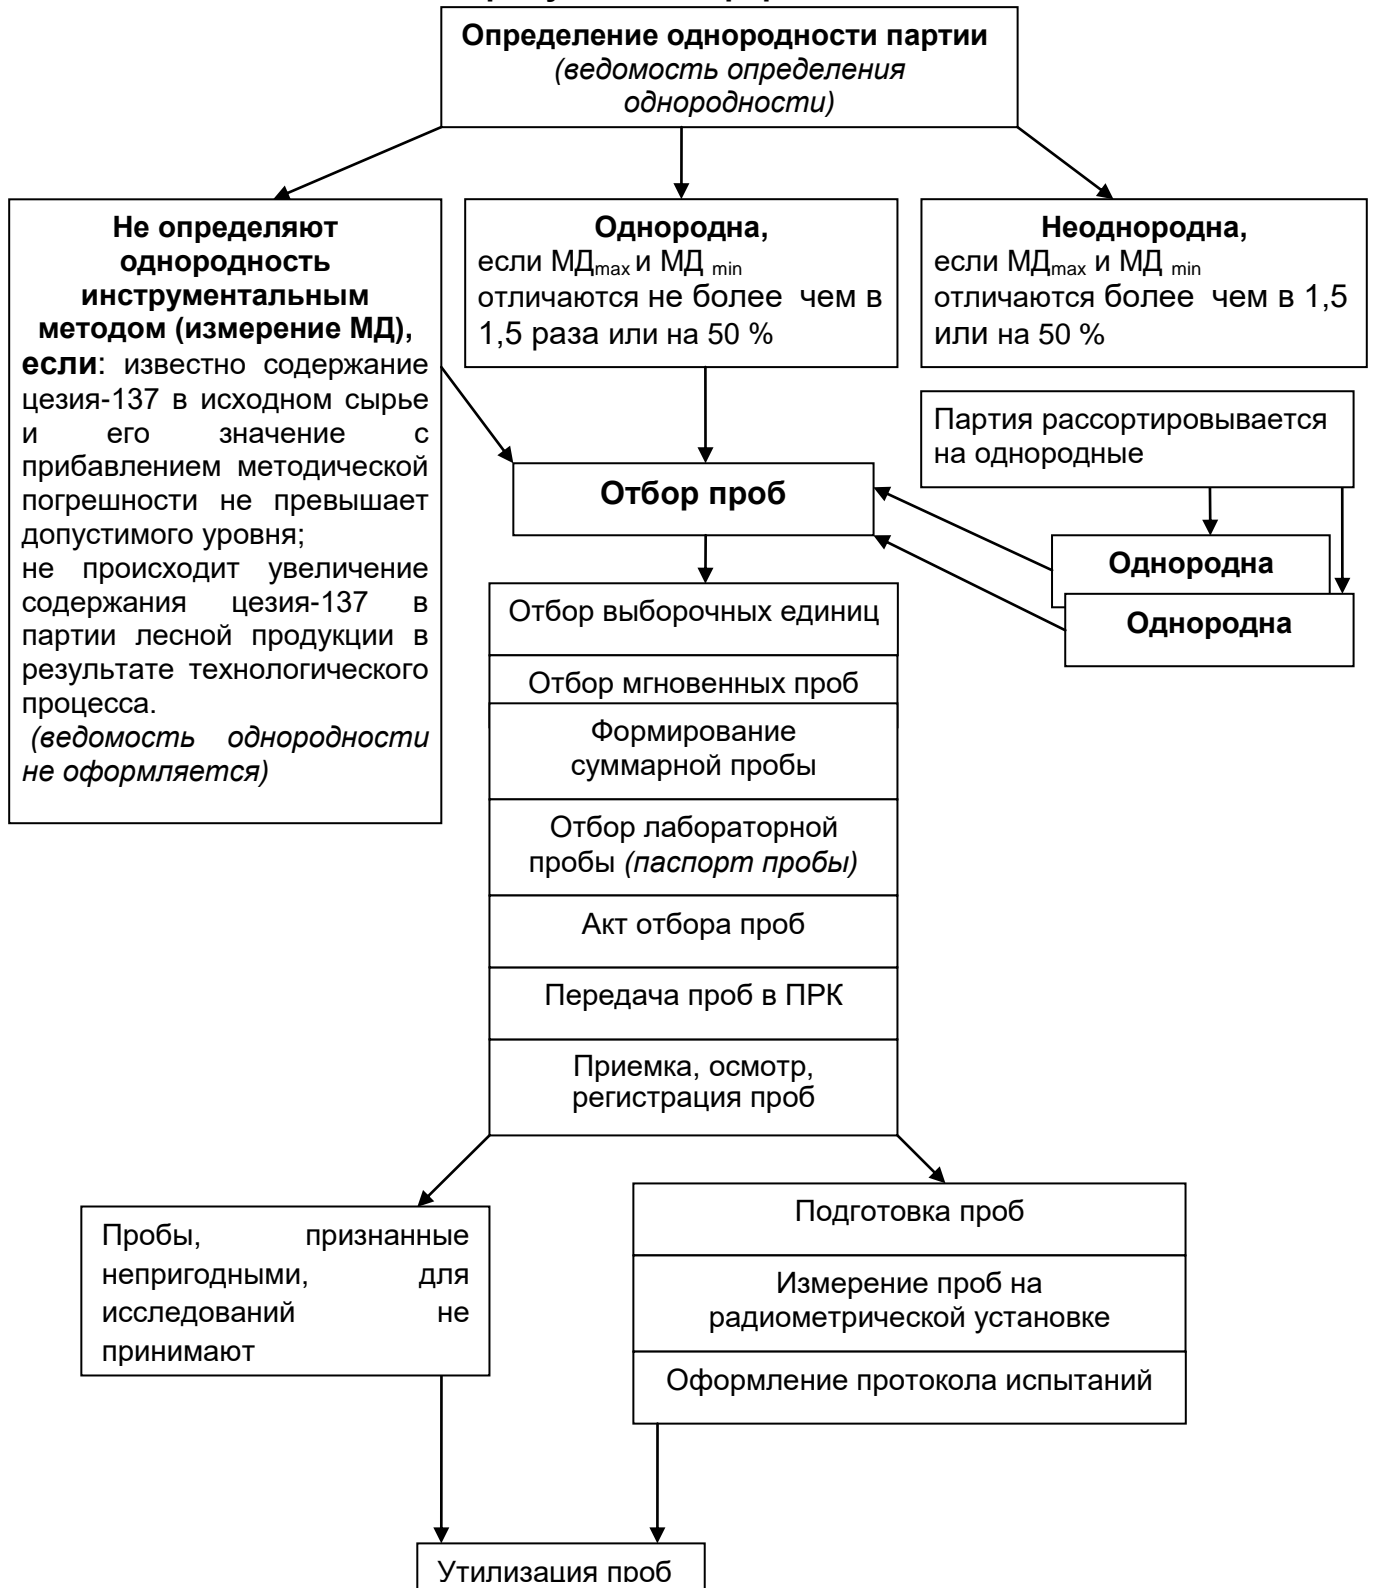 Определение однородности партии
(ведомость определения
однородности)
Не определяют
однородность
инструментальным
методом (измерение МД),
если: известно содержание
цезия-137 в исходном сырье
и его значение с
прибавлением методической
погрешности не превышает
допустимого уровня;
не происходит увеличение
содержания цезия-137 в
партии лесной продукции в
результате технологического
процесса.
(ведомость однородности
не оформляется)
Однородна,
если МДmax и МД min
отличаются не более чем в
1,5 раза или на 50 %
Неоднородна,
если МДmax и МД min
отличаются более чем в 1,5
или на 50 %
Партия рассортировывается
на однородные
Однородна
Однородна
Отбор проб
Отбор выборочных единиц
Отбор мгновенных проб
Формирование
суммарной пробы
Отбор лабораторной
пробы (паспорт пробы)
Акт отбора проб
Передача проб в ПРК
Приемка, осмотр,
регистрация проб
Пробы, признанные
непригодными, для
исследований не
принимают
Подготовка проб
Измерение проб на
радиометрической установке
Оформление протокола испытаний
Утилизация проб